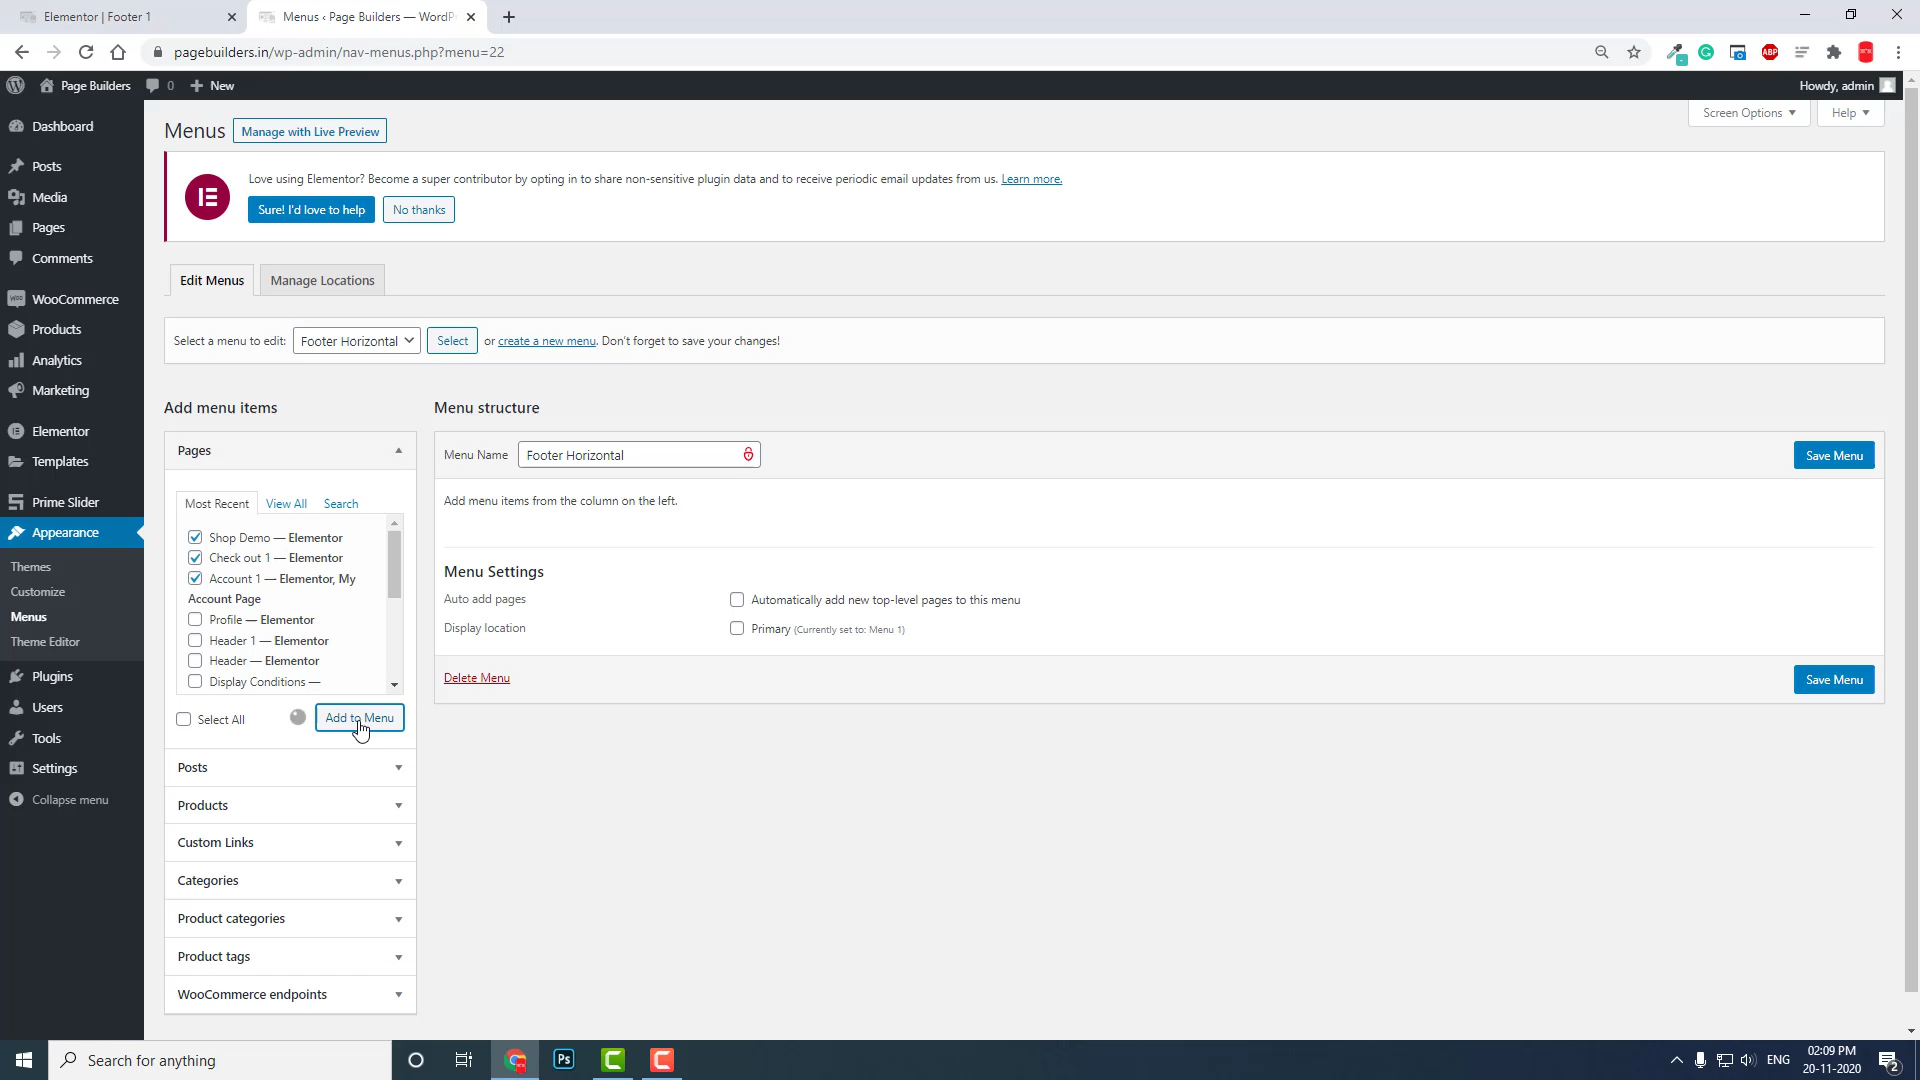 Elementor | Footer 1
Menus ‹ Page Builders — WordP
pagebuilders.in/wp-admin/nav-menus.php?menu=22
ABP
Page Builders
0
New
Howdy, admin
Dashboard
Posts
Media
Pages
Comments
WooCommerce
Products
Analytics
Marketing
Elementor
Templates
Prime Slider
Appearance
Themes
Customize
Menus
Theme Editor
Plugins
Users
Tools
Settings
Collapse menu
Menus
Manage with Live Preview
Screen Options
Help
Love using Elementor? Become a super contributor by opting in to share non-sensitive plugin data and to receive periodic email updates from us. Learn more.
Sure! I'd love to help
No thanks
Edit Menus
Manage Locations
Select a menu to edit: Footer Horizontal Select or create a new menu. Don't forget to save your changes!
Add menu items
Pages
Most Recent
View All
Search
Shop Demo — Elementor
Check out 1 — Elementor
Account 1 — Elementor, My
Account Page
Profile — Elementor
Header 1 — Elementor
Header — Elementor
Display Conditions —
Select All
Add to Menu
Posts
Products
Custom Links
Categories
Product categories
Product tags
WooCommerce endpoints
Menu structure
Menu Name Footer Horizontal
Save Menu
Add menu items from the column on the left.
Menu Settings
Auto add pages
Automatically add new top-level pages to this menu
Display location
Primary (Currently set to: Menu 1)
Delete Menu
Save Menu
Search for anything
Ps
ENG
02:09 PM
20-11-2020
2